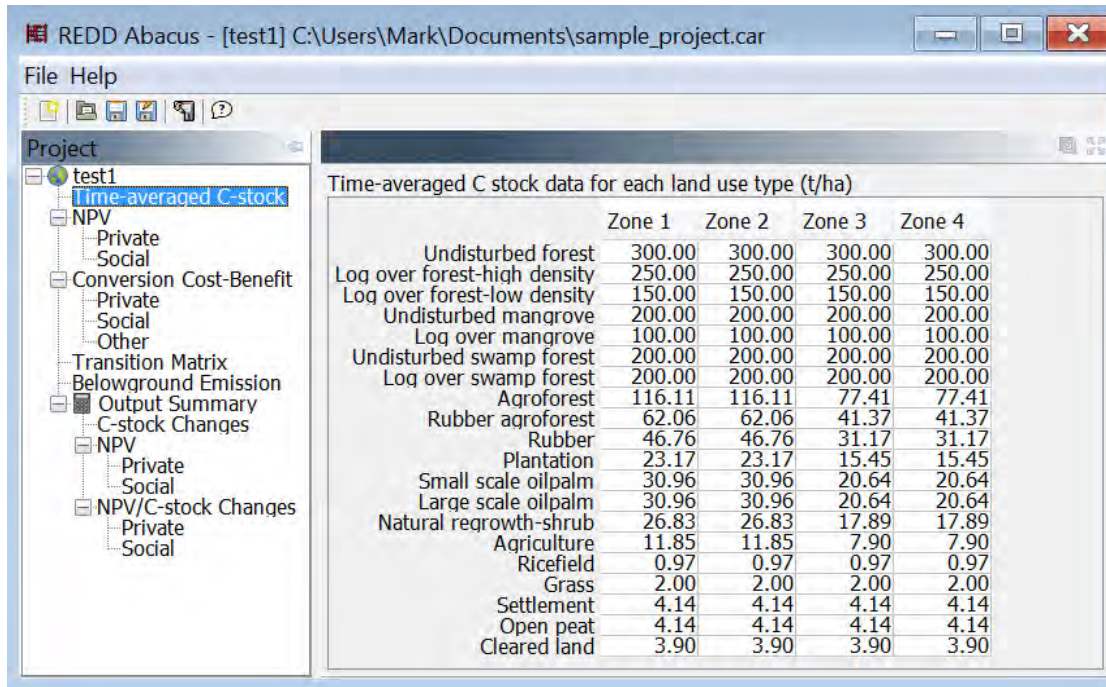 REDD Abacus - [test1] C:\Users\Mark\Documents\sample_project.car
File Help
Project
test1
Time-averaged C-stock
NPV
Private
Social
Conversion Cost-Benefit
Private
Social
Other
Transition Matrix
Belowground Emission
Output Summary
C-stock Changes
NPV
Private
Social
NPV/C-stock Changes
Private
Social
Time-averaged C stock data for each land use type (t/ha)
Zone 1 Zone 2 Zone 3 Zone 4
Undisturbed forest 300.00 300.00 300.00 300.00
Log over forest-high density 250.00 250.00 250.00 250.00
Log over forest-low density 150.00 150.00 150.00 150.00
Undisturbed mangrove 200.00 200.00 200.00 200.00
Log over mangrove 100.00 100.00 100.00 100.00
Undisturbed swamp forest 200.00 200.00 200.00 200.00
Log over swamp forest 200.00 200.00 200.00 200.00
Agroforest 116.11 116.11 77.41 77.41
Rubber agroforest 62.06 62.06 41.37 41.37
Rubber 46.76 46.76 31.17 31.17
Plantation 23.17 23.17 15.45 15.45
Small scale oilpalm 30.96 30.96 20.64 20.64
Large scale oilpalm 30.96 30.96 20.64 20.64
Natural regrowth-shrub 26.83 26.83 17.89 17.89
Agriculture 11.85 11.85 7.90 7.90
Ricefield 0.97 0.97 0.97 0.97
Grass 2.00 2.00 2.00 2.00
Settlement 4.14 4.14 4.14 4.14
Open peat 4.14 4.14 4.14 4.14
Cleared land 3.90 3.90 3.90 3.90